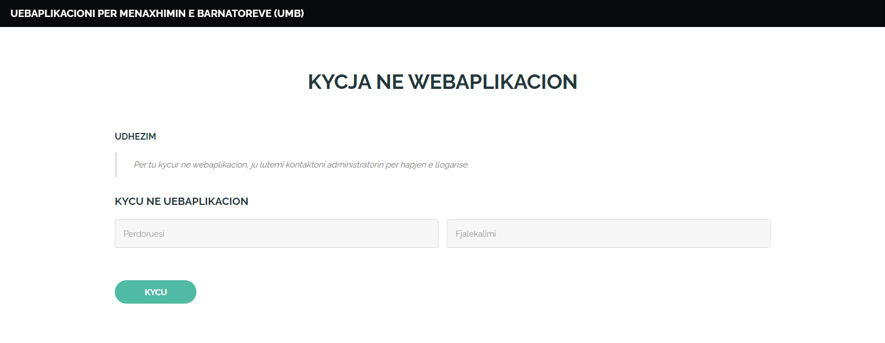 UEBAPLIKACIONI PER MENAXHIMIN E BARNATOREVE (UMB)
KYCJA NE WEBAPLIKACION
UDHEZIM
Per tu kycur ne webaplikacion, ju lutemi kontaktoni administratorin per hapjen e llogarise.
KYCU NE UEBAPLIKACION
Perdoruesi
Fjalekalimi
KYCU